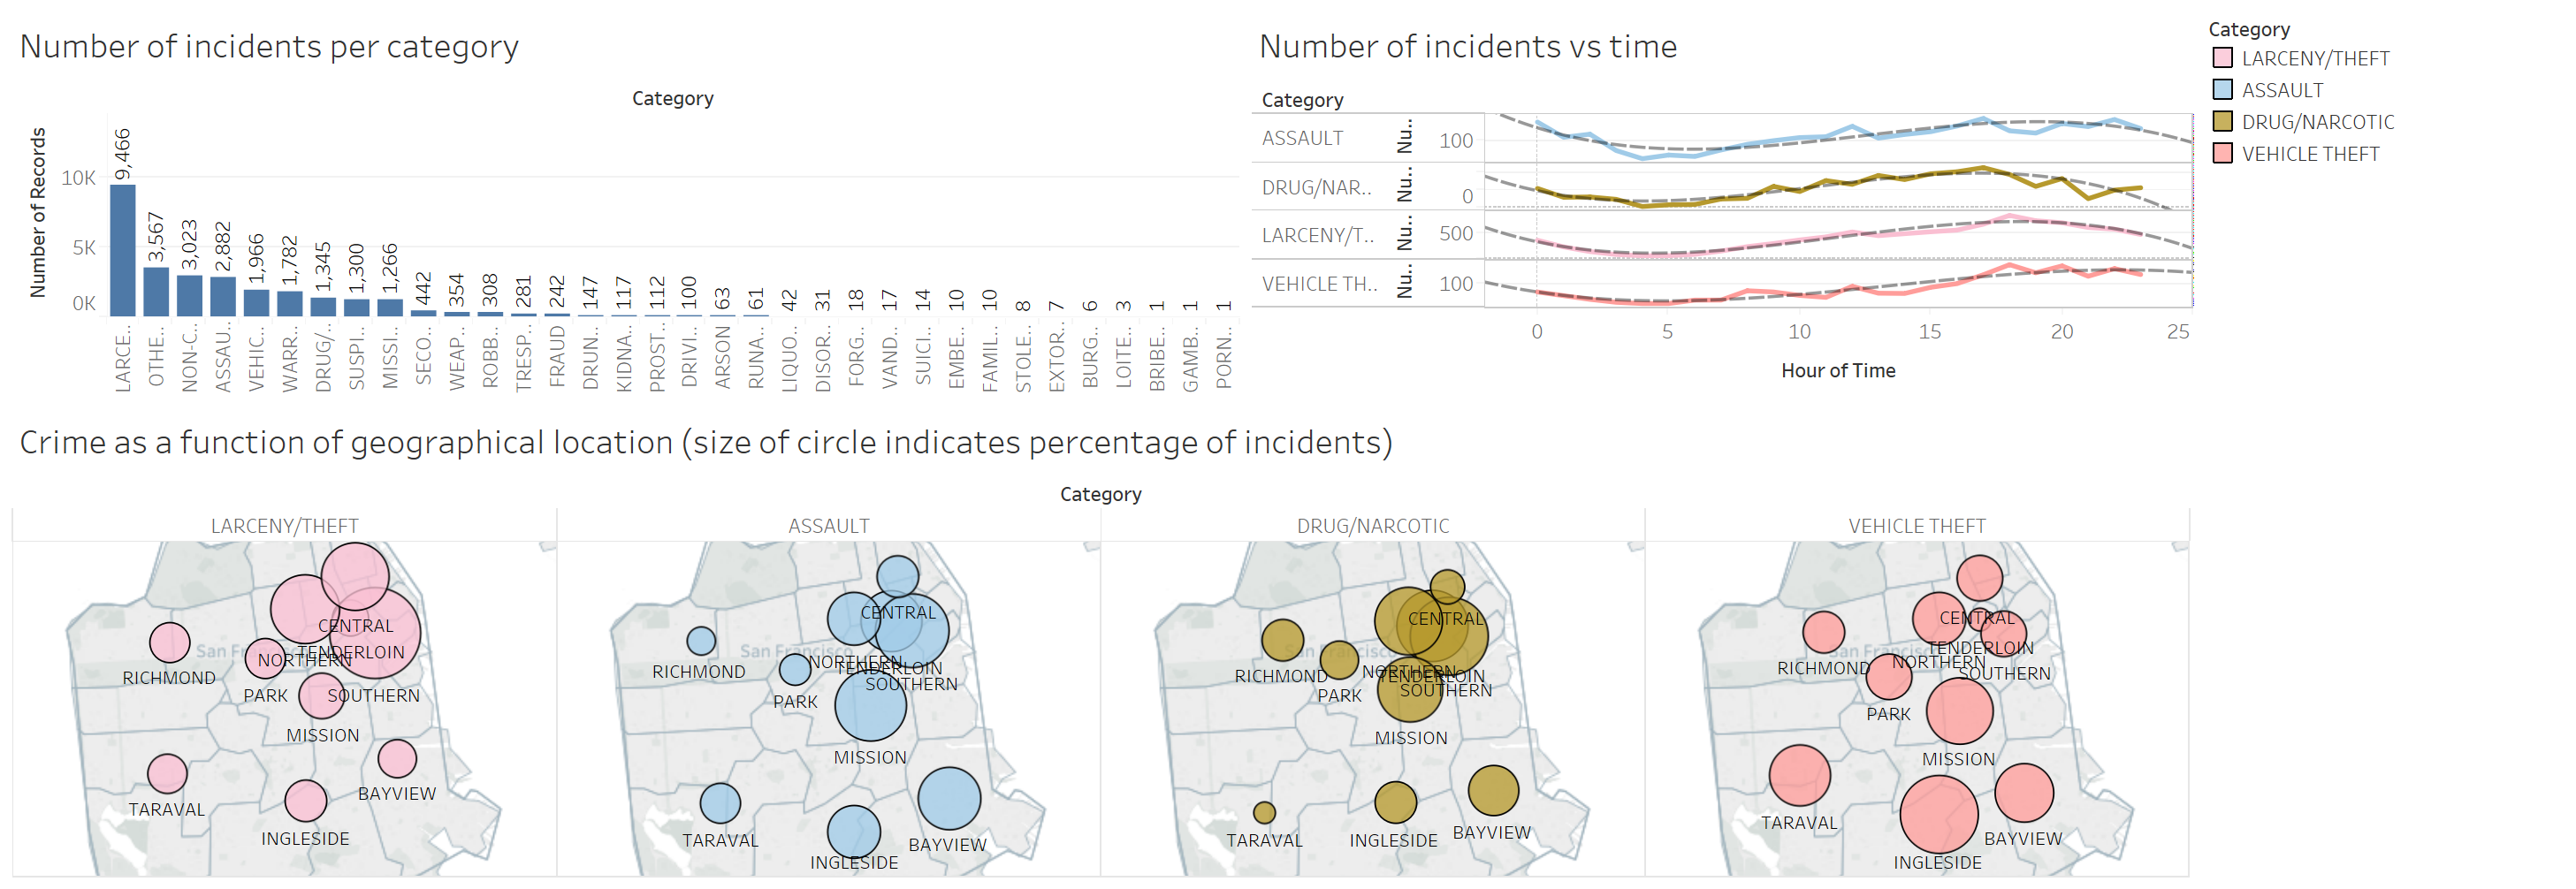 Number of incidents per category
Category
Number of Records
10K
5K
0K
9,466
3,567
3,023
2,882
1,966
1,782
1,345
1,300
1,266
442
354
308
281
242
147
117
112
100
63
61
42
31
18
17
14
10
10
8
7
6
3
1
1
1
LARCE..
OTHE..
NON-C..
ASSAU..
VEHIC..
WARR..
DRUG/..
SUSPI..
MISSI..
SECO..
WEAP..
ROBB..
TRESP..
FRAUD
DRUN..
KIDNA..
PROST..
DRIVI..
ARSON
RUNA..
LIQUO..
DISOR..
FORG..
VAND..
SUICI..
EMBE..
FAMIL..
STOLE..
EXTOR..
BURG..
LOITE..
BRIBE..
GAMB..
PORN..
Number of incidents vs time
Category
ASSAULT
Nu..
100
DRUG/NAR..
Nu..
0
LARCENY/T..
Nu..
500
VEHICLE TH..
Nu..
100
0 5 10 15 20 25
Hour of Time
Category
LARCENY/THEFT
ASSAULT
DRUG/NARCOTIC
VEHICLE THEFT
Crime as a function of geographical location (size of circle indicates percentage of incidents)
Category
LARCENY/THEFT
San Francisco
CENTRAL
TENDERLOIN
NORTHERN
RICHMOND
PARK
SOUTHERN
MISSION
BAYVIEW
TARAVAL
INGLESIDE
ASSAULT
San Francisco
CENTRAL
NORTHERN
TENDERLOIN
RICHMOND
SOUTHERN
PARK
MISSION
TARAVAL
BAYVIEW
INGLESIDE
DRUG/NARCOTIC
San Francisco
CENTRAL
NORTHERN
TENDERLOIN
RICHMOND
SOUTHERN
PARK
MISSION
BAYVIEW
TARAVAL
INGLESIDE
VEHICLE THEFT
San Francisco
CENTRAL
TENDERLOIN
NORTHERN
RICHMOND
SOUTHERN
PARK
MISSION
TARAVAL
BAYVIEW
INGLESIDE